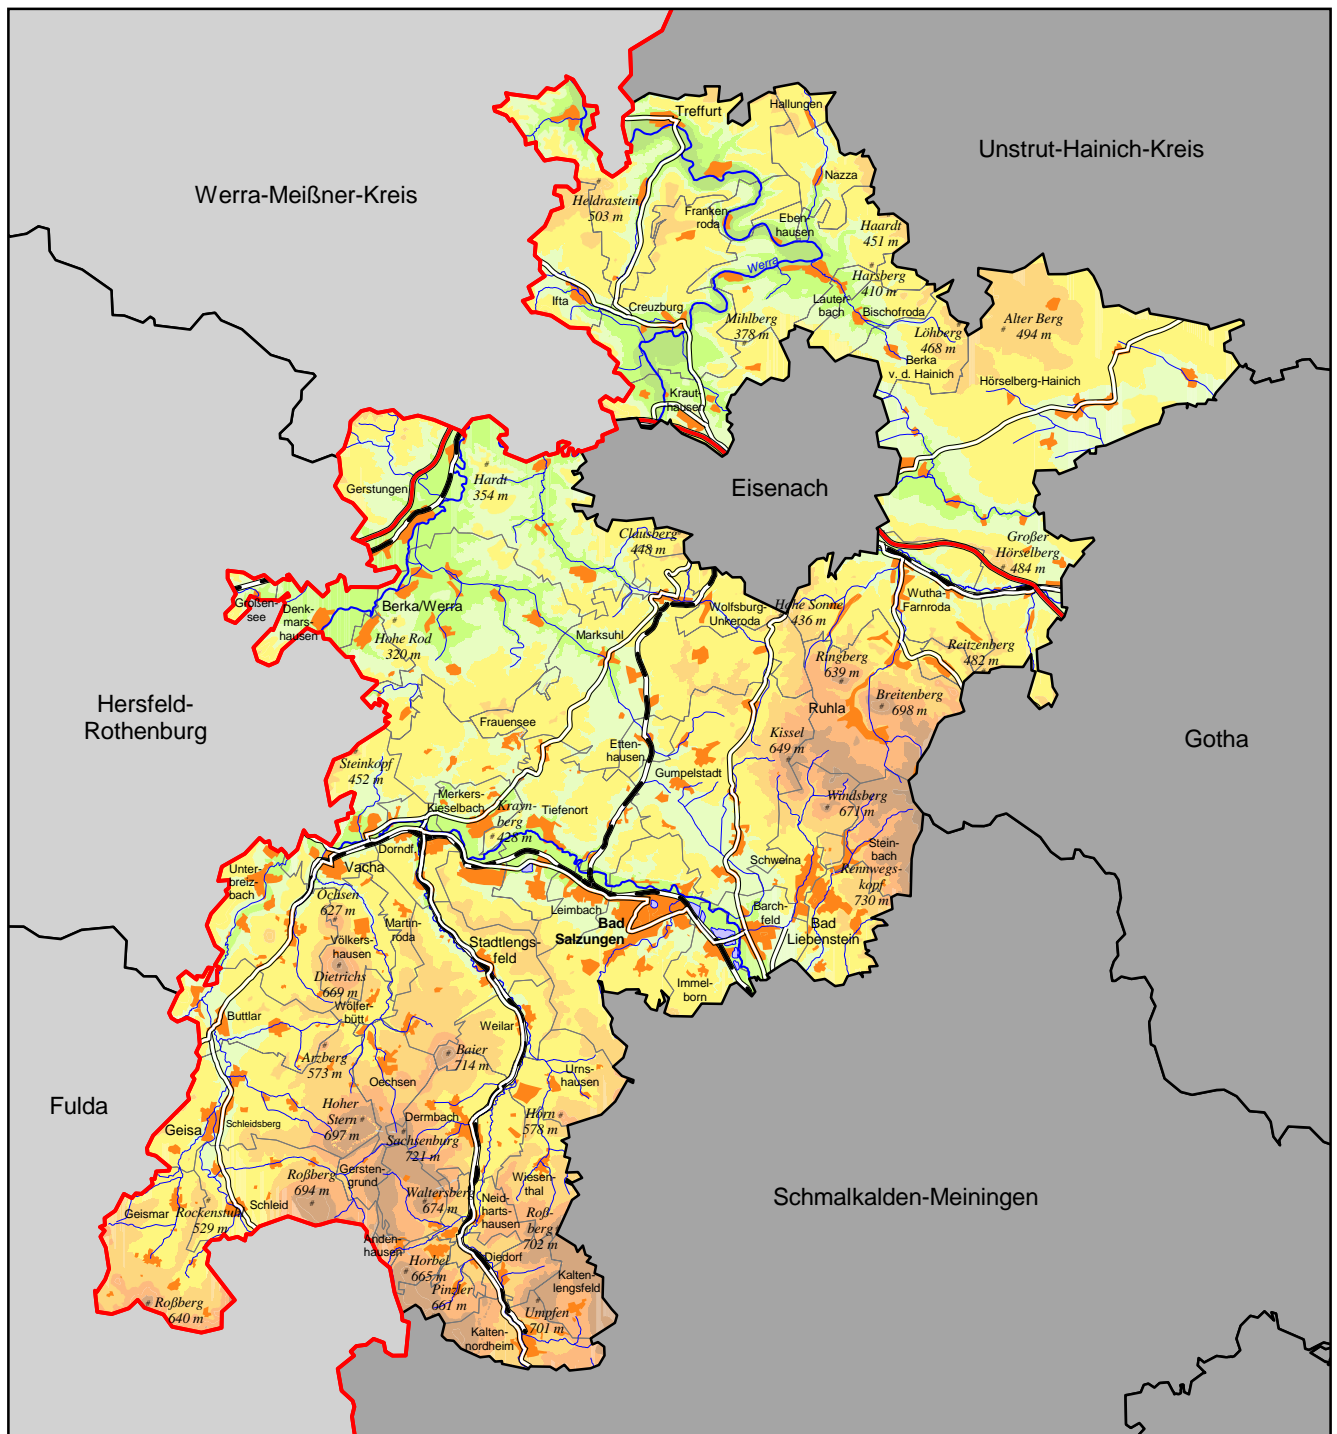 Treffurt
Hallungen
Unstrut-Hainich-Kreis
Werra-Meißner-Kreis
Nazza
Heldrastein
503 m
Franken-
roda
Eben-
hausen
Haardt
451 m
Werra
Harsberg
410 m
Ifta
Creuzburg
Mihlberg
378 m
Lauter-
bach
Bischofroda
Löhberg
468 m
Alter Berg
494 m
Berka
v. d. Hainich
Hörselberg-Hainich
Kraut-
hausen
Gerstungen
Hardt
354 m
Eisenach
Clausberg
448 m
Großer
Hörselberg
484 m
Großen-
see
Denk-
mars-
hausen
Berka/Werra
Hohe Rod
320 m
Marksuhl
Wolfsburg-
Unkeroda
Hohe Sonne
436 m
Wutha-
Farnroda
Reitzenberg
482 m
Ringberg
639 m
Breitenberg
698 m
Ruhla
Hersfeld-
Rothenburg
Frauensee
Etten-
hausen
Kissel
649 m
Gotha
Steinkopf
452 m
Gumpelstadt
Merkers-
Kieselbach
Krayn-
berg
428 m
Tiefenort
Windsberg
671 m
Dorndf.
Vacha
Unter-
breiz-
bach
Schweina
Stein-
bach
Rennwegs-
kopf
730 m
Ochsen
627 m
Leimbach
Bad
Salzungen
Barch-
feld
Bad
Liebenstein
Martin-
roda
Völkers-
hausen
Stadtlengs-
feld
Dietrichs
669 m
Immel-
born
Wölfer-
bütt
Buttlar
Weilar
Arzberg
573 m
Baier
714 m
Urns-
hausen
Oechsen
Fulda
Hoher
Stern
697 m
Dermbach
Horn
578 m
Geisa
Schleidsberg
Sachsenburg
721 m
Gersten-
grund
Roßberg
694 m
Waltersberg
674 m
Wiesen-
thal
Schmalkalden-Meiningen
Geismar
Rockenstuhl
529 m
Schleid
Neid-
harts-
hausen
Roß-
berg
702 m
Anden-
hausen
Diedorf
Horbel
665 m
Pinzler
661 m
Kalten-
lengsfeld
Roßberg
640 m
Umpfen
701 m
Kalten-
nordheim